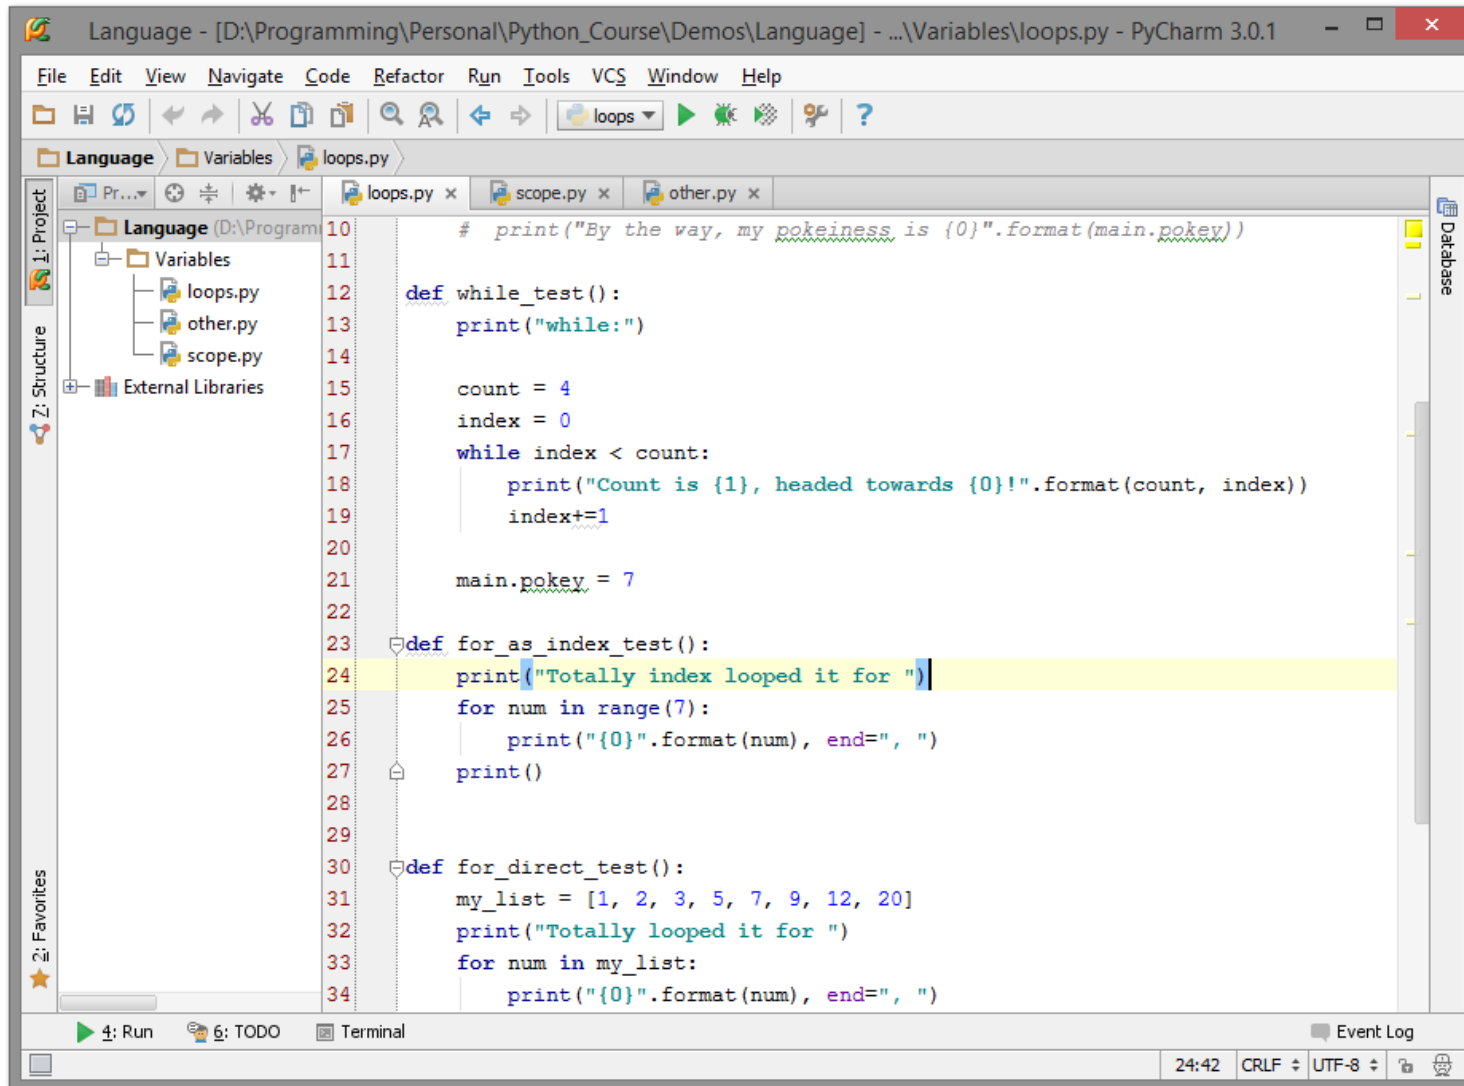 Language - [D:\Programming\Personal\Python_Course\Demos\Language] - ...\Variables\loops.py - PyCharm 3.0.1
File Edit View Navigate Code Refactor Run Tools VCS Window Help
loops
Language Variables loops.py
Pr... loops.py scope.py other.py
1: Project
Z: Structure
2: Favorites
Language (D:\Program
Variables
loops.py
other.py
scope.py
External Libraries
10 # print("By the way, my pokeiness is {0}".format(main.pokey))
11
12 def while_test():
13 print("while:")
14
15 count = 4
16 index = 0
17 while index < count:
18 print("Count is {1}, headed towards {0}!".format(count, index))
19 index+=1
20
21 main.pokey = 7
22
23 def for_as_index_test():
24 print("Totally index looped it for ")
25 for num in range(7):
26 print("{0}".format(num), end=", ")
27 print()
28
29
30 def for_direct_test():
31 my_list = [1, 2, 3, 5, 7, 9, 12, 20]
32 print("Totally looped it for ")
33 for num in my_list:
34 print("{0}".format(num), end=", ")
Database
4: Run 6: TODO Terminal Event Log
24:42 CRLF UTF-8